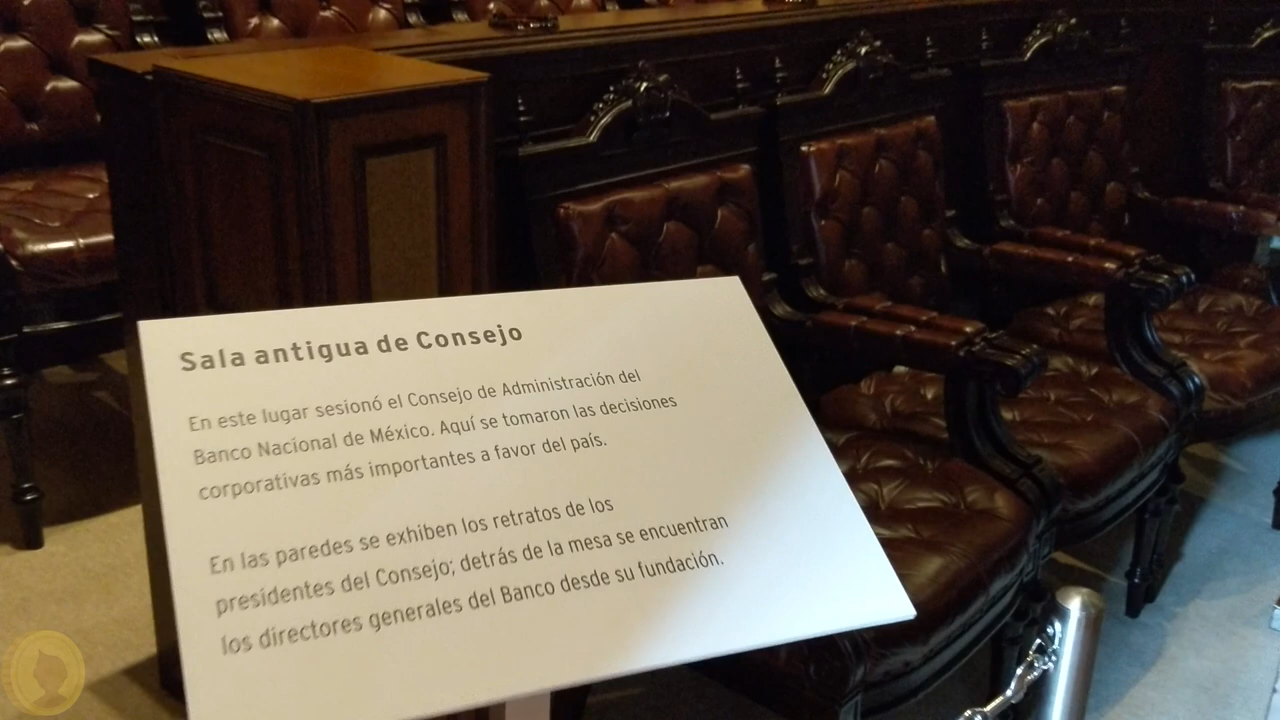 Sala antigua de Consejo
En este lugar sesionó el Consejo de Administración del
Banco Nacional de México. Aquí se tomaron las decisiones
corporativas más importantes a favor del país.
En las paredes se exhiben los retratos de los
presidentes del Consejo; detrás de la mesa se encuentran
los directores generales del Banco desde su fundación.